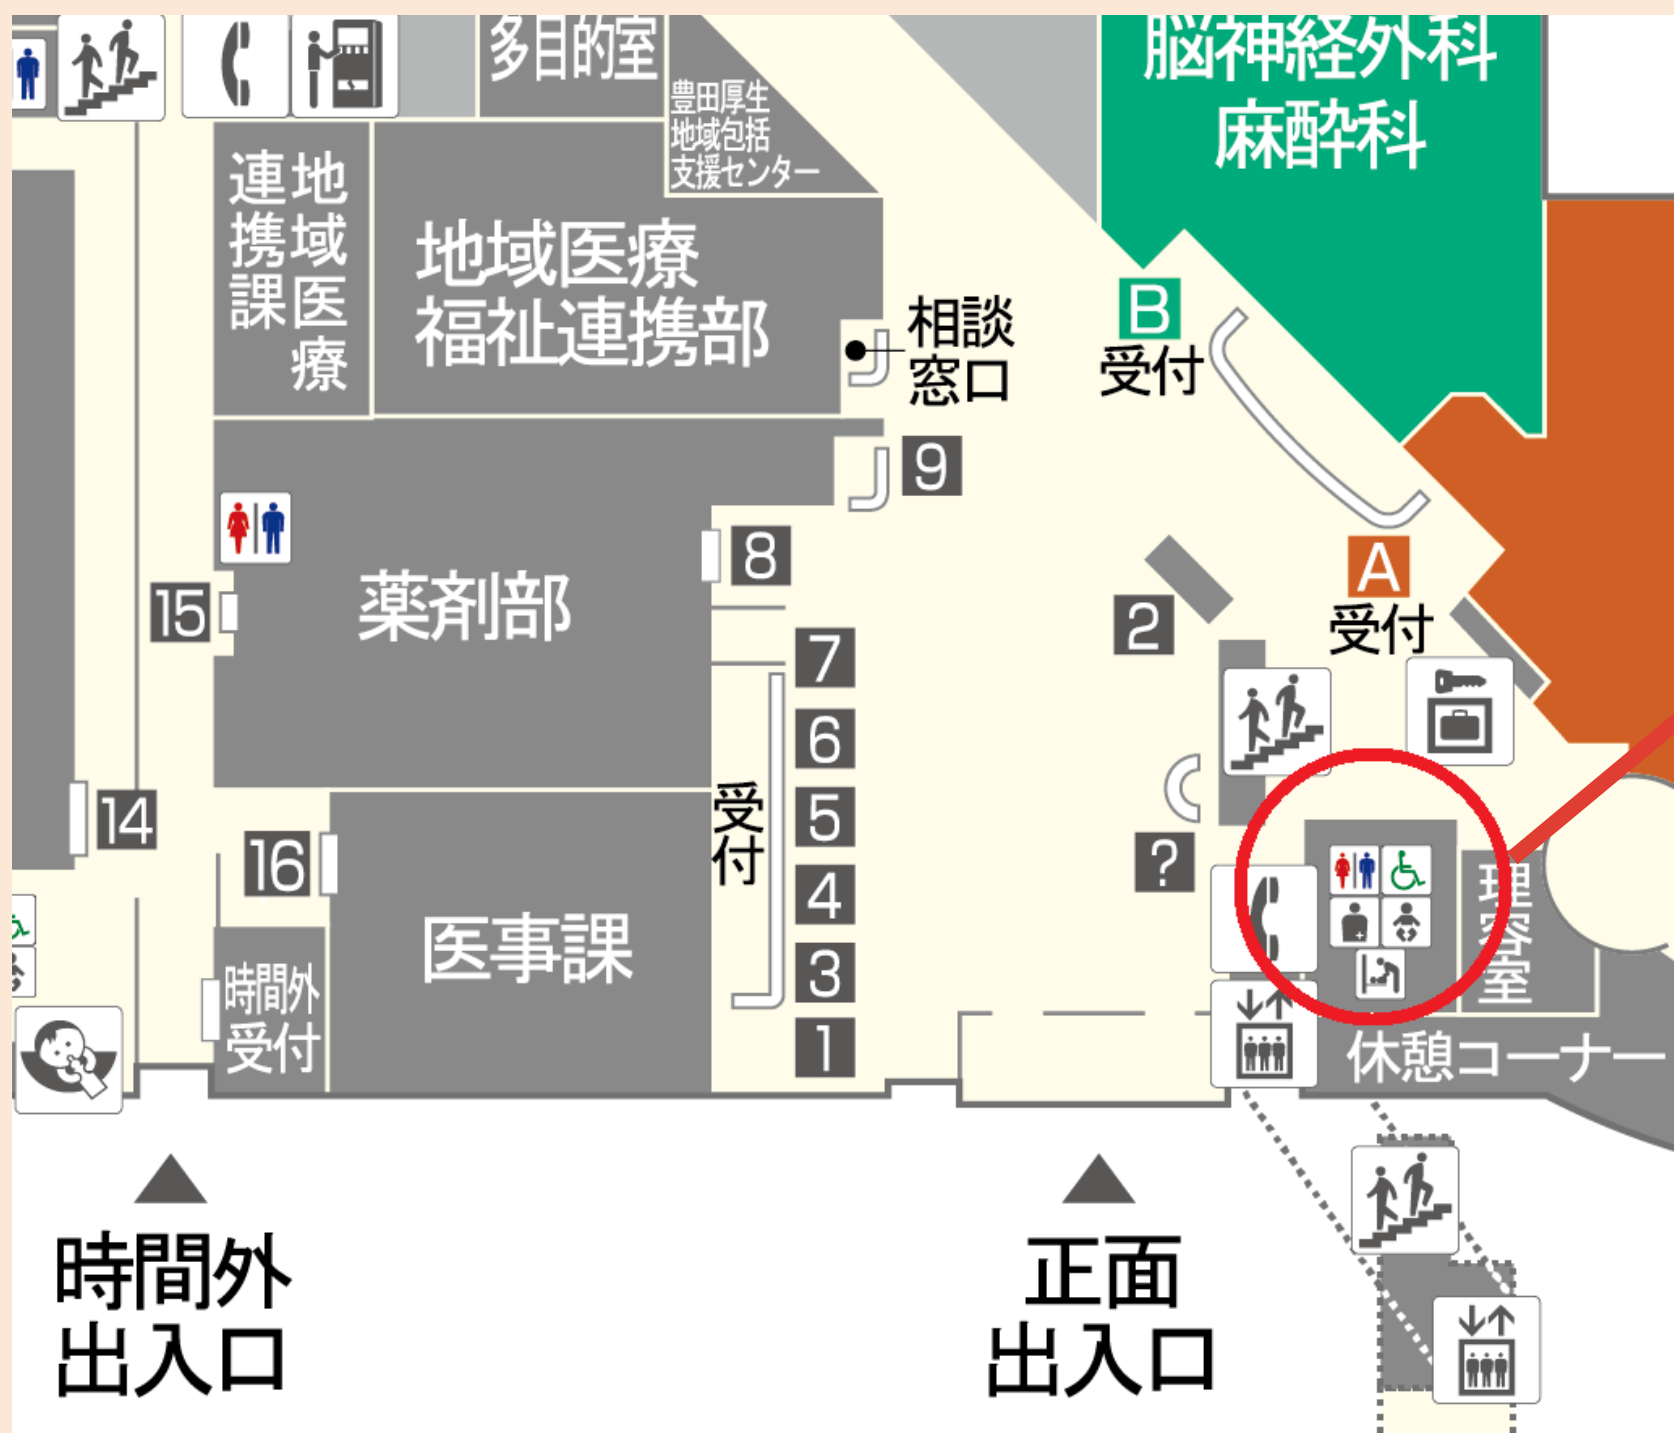 多目的室
豊田厚生
地域包括
支援センター
脳神経外科
麻酔科
地域医療
連携課
地域医療
福祉連携部
相談
窓口
B
受付
9
8
薬剤部
15
7
2
A
受付
6
受付
5
14
16
4
?
医事課
3
理容室
時間外
受付
1
休憩コーナー
時間外
出入口
正面
出入口